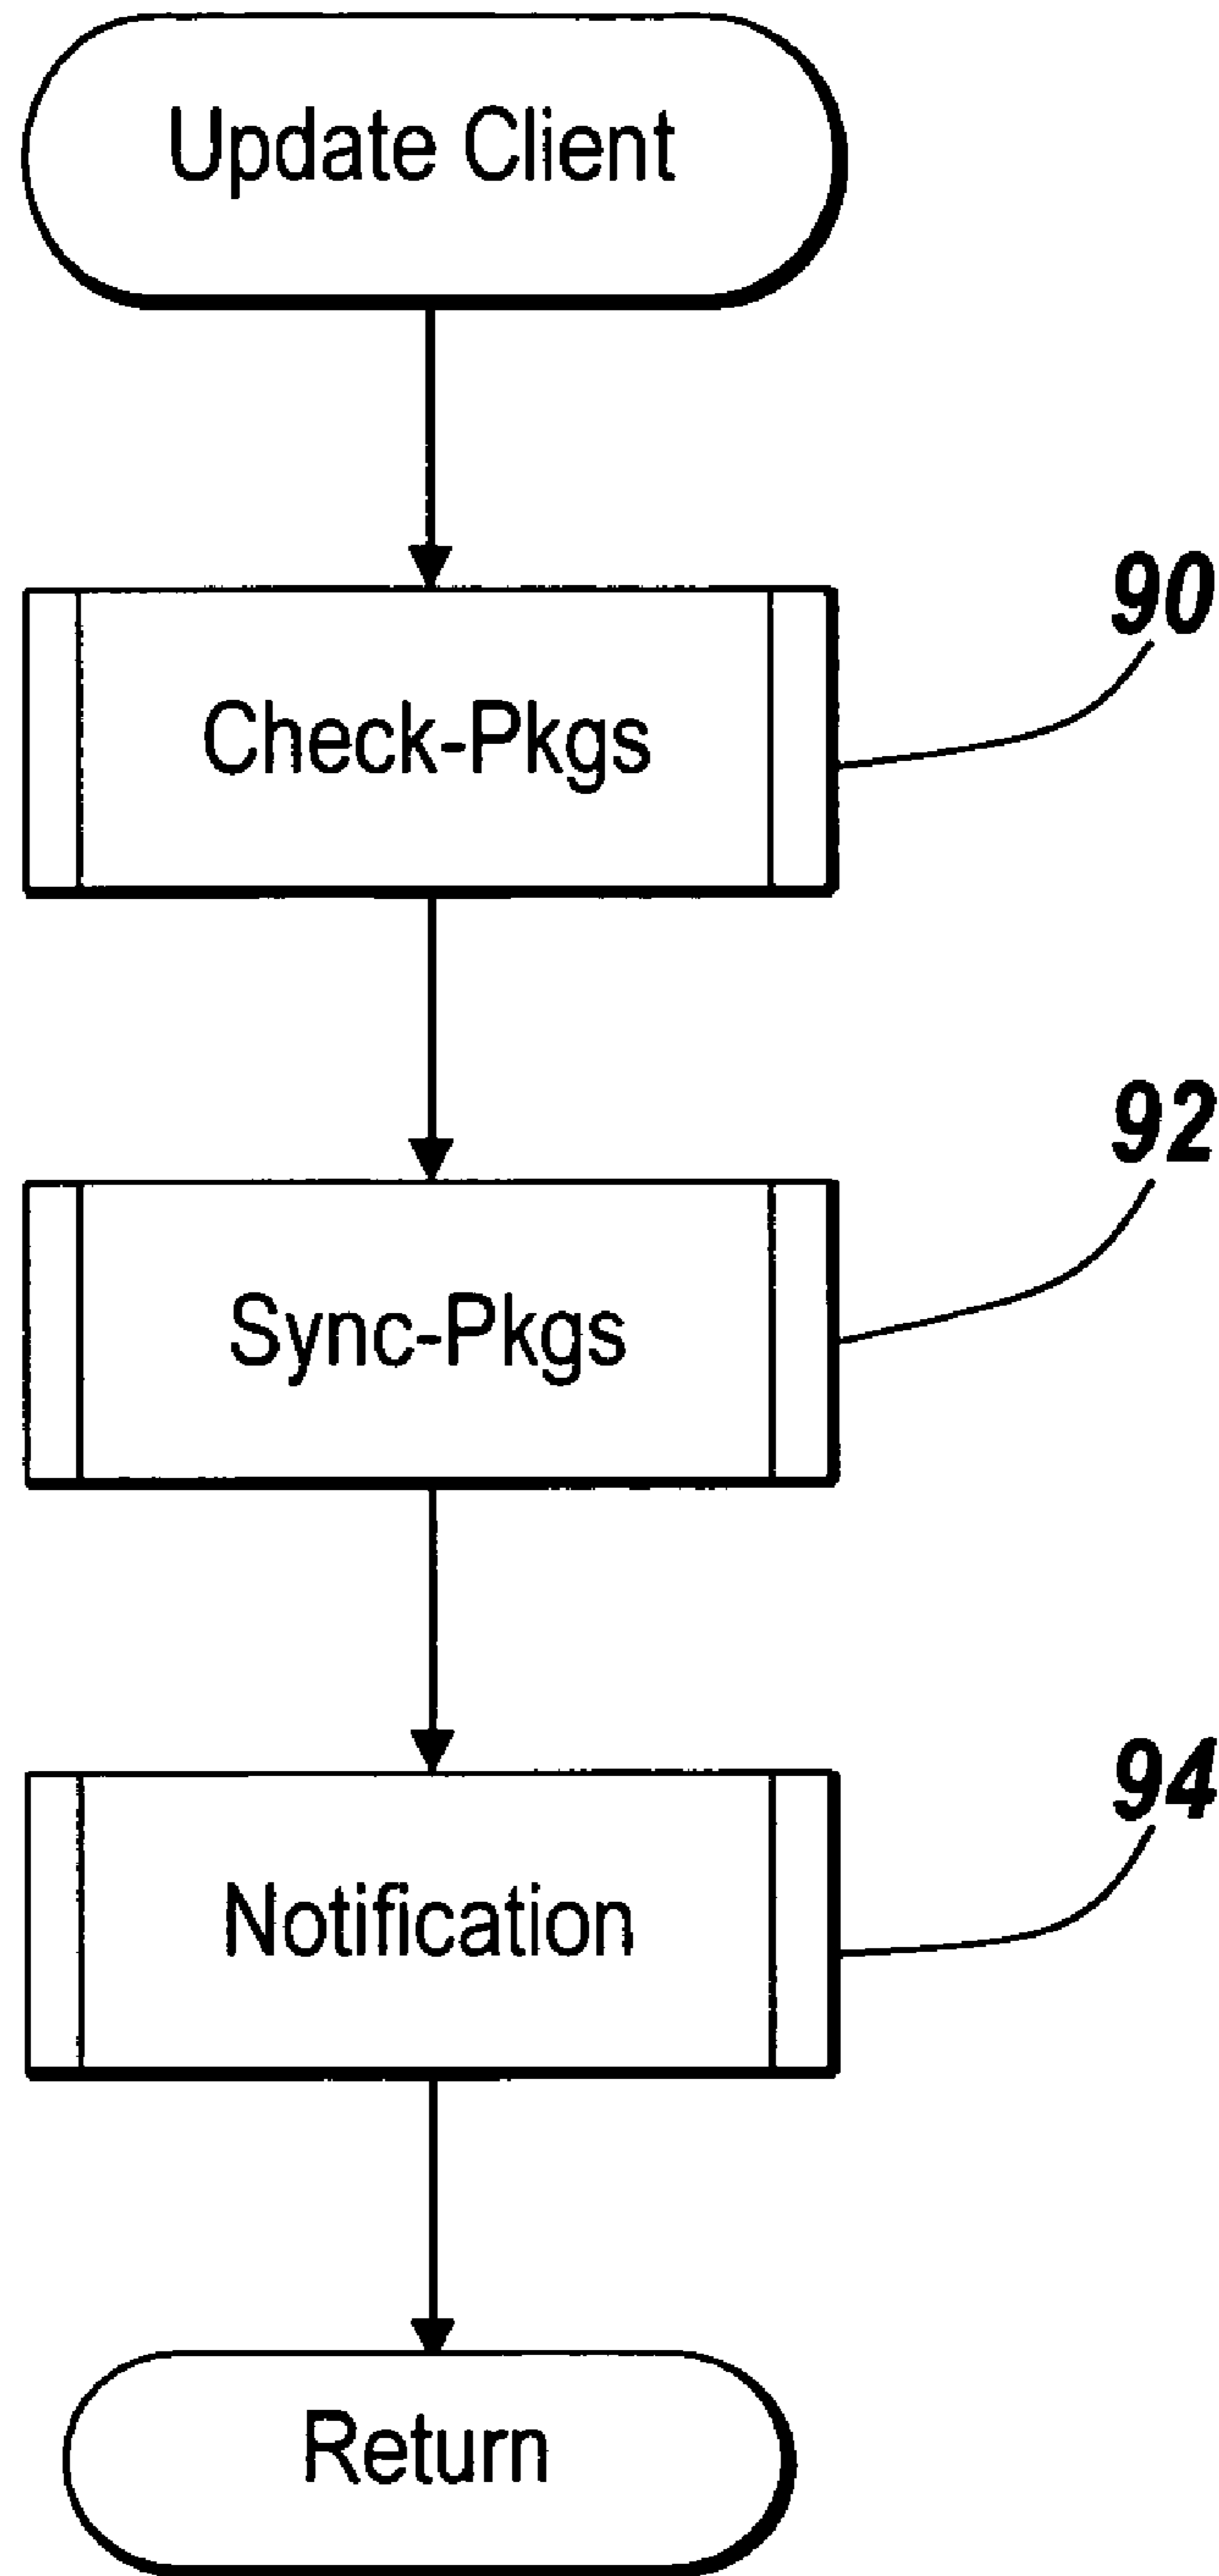 Update Client
90
Check-Pkgs
92
Sync-Pkgs
94
Notification
Return